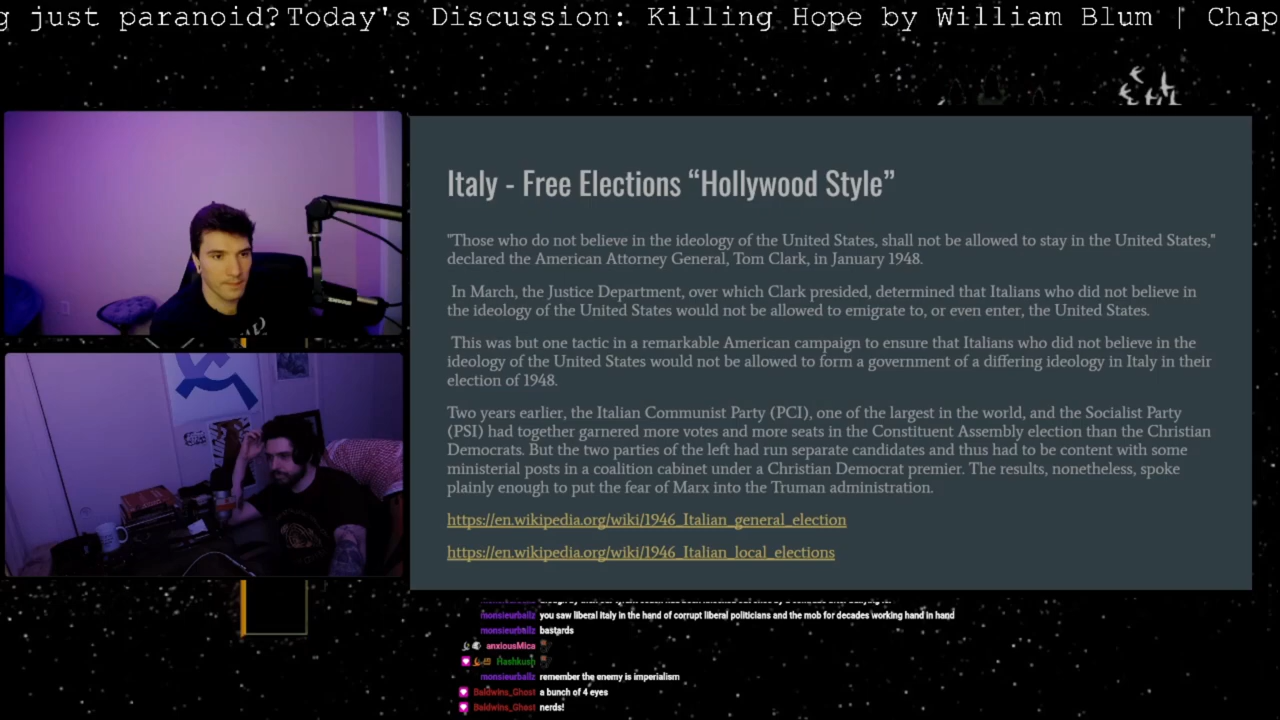 g just paranoid?Today's Discussion: Killing Hope by William Blum | Chap
Italy - Free Elections “Hollywood Style”
"Those who do not believe in the ideology of the United States, shall not be allowed to stay in the United States,"
declared the American Attorney General, Tom Clark, in January 1948.
In March, the Justice Department, over which Clark presided, determined that Italians who did not believe in
the ideology of the United States would not be allowed to emigrate to, or even enter, the United States.
This was but one tactic in a remarkable American campaign to ensure that Italians who did not believe in the
ideology of the United States would not be allowed to form a government of a differing ideology in Italy in their
election of 1948.
Two years earlier, the Italian Communist Party (PCI), one of the largest in the world, and the Socialist Party
(PSI) had together garnered more votes and more seats in the Constituent Assembly election than the Christian
Democrats. But the two parties of the left had run separate candidates and thus had to be content with some
ministerial posts in a coalition cabinet under a Christian Democrat premier. The results, nonetheless, spoke
plainly enough to put the fear of Marx into the Truman administration.
https://en.wikipedia.org/wiki/1946_Italian_general_election
https://en.wikipedia.org/wiki/1946_Italian_local_elections
monsieurballz you saw liberal italy in the hand of corrupt liberal politicians and the mob for decades working hand in hand
monsieurballz bastards
anxiousMica
Hashkush
monsieurballz remember the enemy is imperialism
Baldwins_Ghost a bunch of 4 eyes
Baldwins_Ghost nerds!